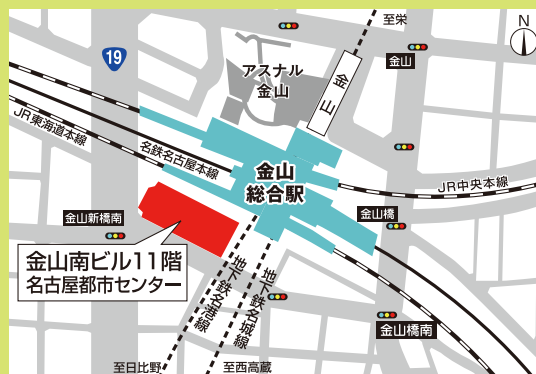 至栄
N
19
金山
アスナル
金山
金山
JR東海道本線
名鉄名古屋本線
金山
総合駅
JR中央本線
金山新橋南
金山橋
金山南ビル11階
名古屋都市センター
地下鉄名港線
地下鉄名城線
金山橋南
至日比野
至西高蔵